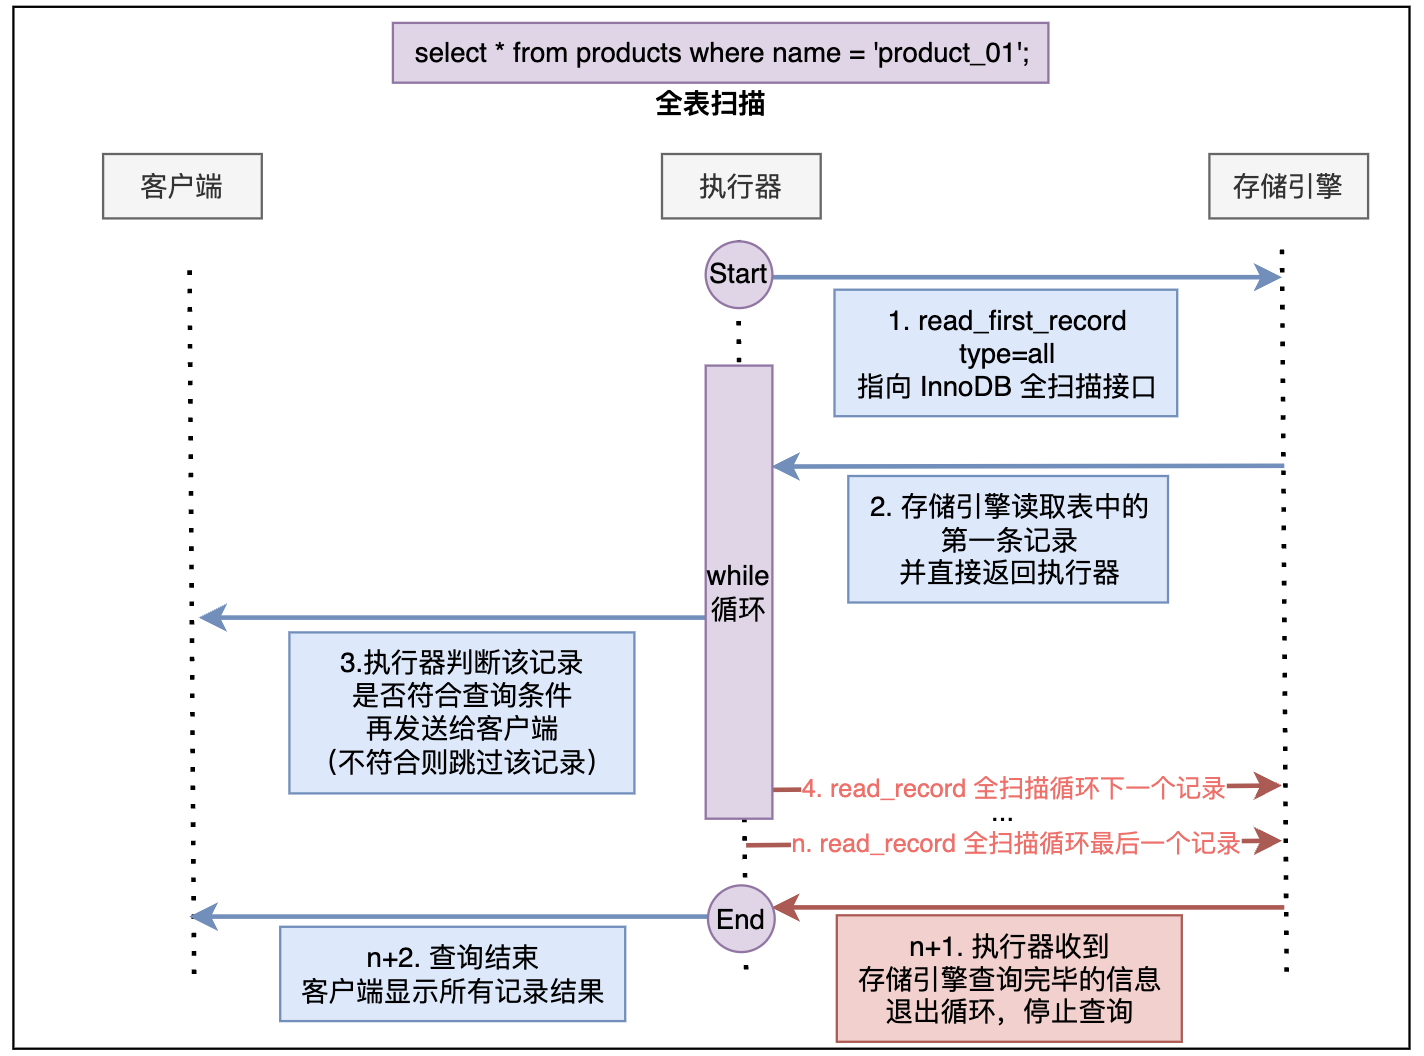 select * from products where name = 'product_01';
全表扫描
客户端
执行器
存储引擎
Start
1. read_first_record
type=all
指向 InnoDB 全扫描接口
2. 存储引擎读取表中的
第一条记录
并直接返回执行器
while
循环
3.执行器判断该记录
是否符合查询条件
再发送给客户端
（不符合则跳过该记录）
4. read_record 全扫描循环下一个记录
...
n. read_record 全扫描循环最后一个记录
End
n+1. 执行器收到
存储引擎查询完毕的信息
退出循环，停止查询
n+2. 查询结束
客户端显示所有记录结果